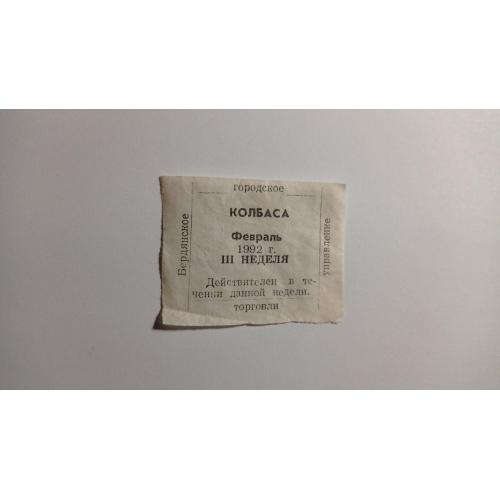 Бердянское
городское
управление
торговли
КОЛБАСА
Февраль
1992 г.
III НЕДЕЛЯ
Действителен в те-
чении данной недели.